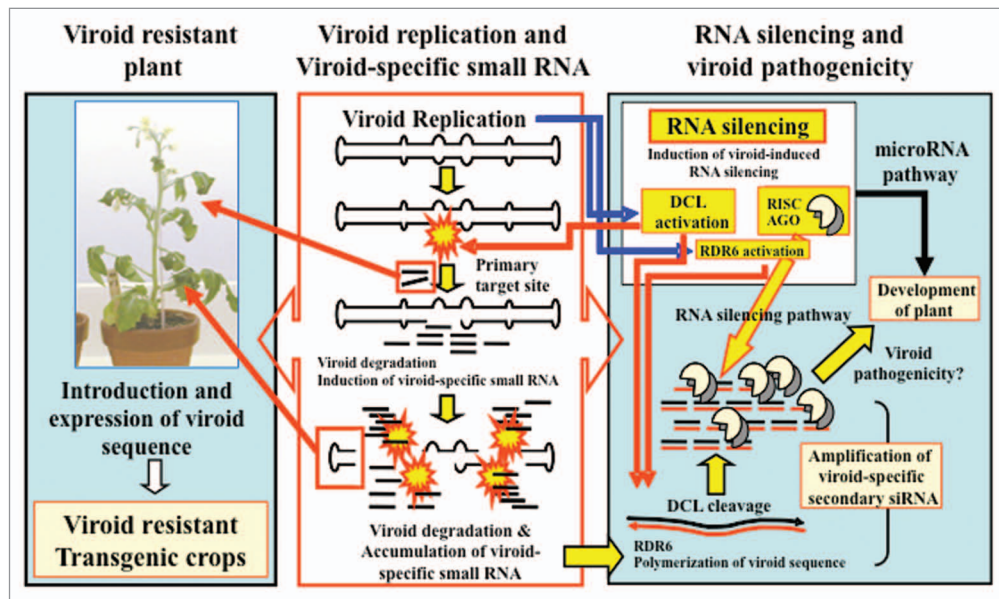 Viroid resistant
plant
Introduction and
expression of viroid
sequence
Viroid resistant
Transgenic crops
Viroid replication and
Viroid-specific small RNA
Viroid Replication
Primary
target site
Viroid degradation
Induction of viroid-specific small RNA
Viroid degradation &
Accumulation of viroid-
specific small RNA
RNA silencing and
viroid pathogenicity
RNA silencing
Induction of viroid-induced
RNA silencing
DCL
activation
RISC
AGO
RDR6 activation
microRNA
pathway
Development
of plant
RNA silencing pathway
Viroid
pathogenicity?
Amplification of
viroid-specific
secondary siRNA
DCL cleavage
RDR6
Polymerization of viroid sequence